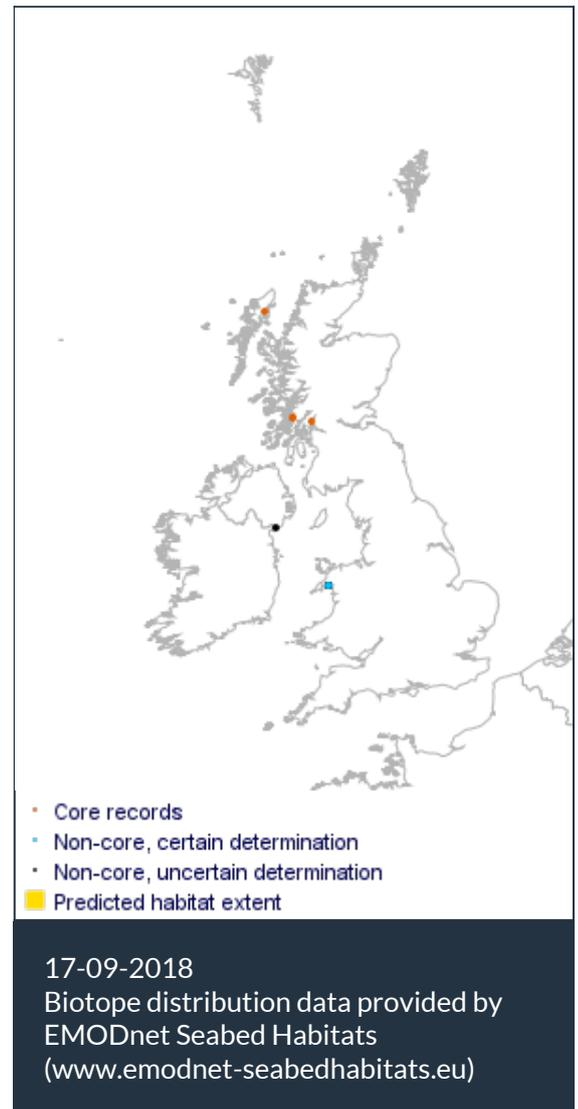 Core records
Non-core, certain determination
Non-core, uncertain determination
Predicted habitat extent
17-09-2018
Biotope distribution data provided by
EMODnet Seabed Habitats
(www.emodnet-seabedhabitats.eu)